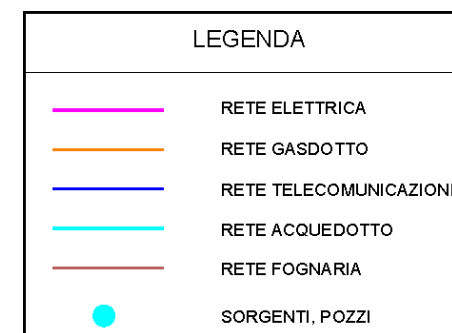 LEGENDA
RETE ELETTRICA
RETE GASDOTTO
RETE TELECOMUNICAZIONI
RETE ACQUEDOTTO
RETE FOGNARIA
SORGENTI, POZZI